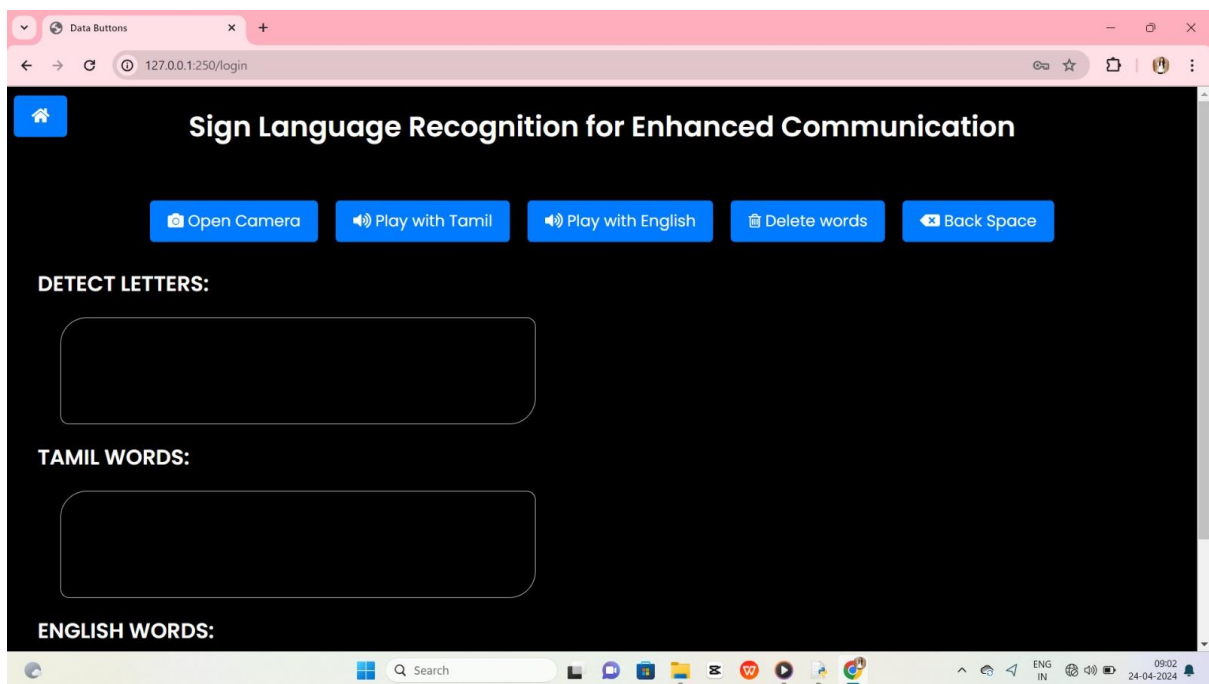 Data Buttons
127.0.0.1:250/login
Sign Language Recognition for Enhanced Communication
Open Camera Play with Tamil Play with English Delete words Back Space
DETECT LETTERS:
TAMIL WORDS:
ENGLISH WORDS:
Search
ENG
IN
09:02
24-04-2024